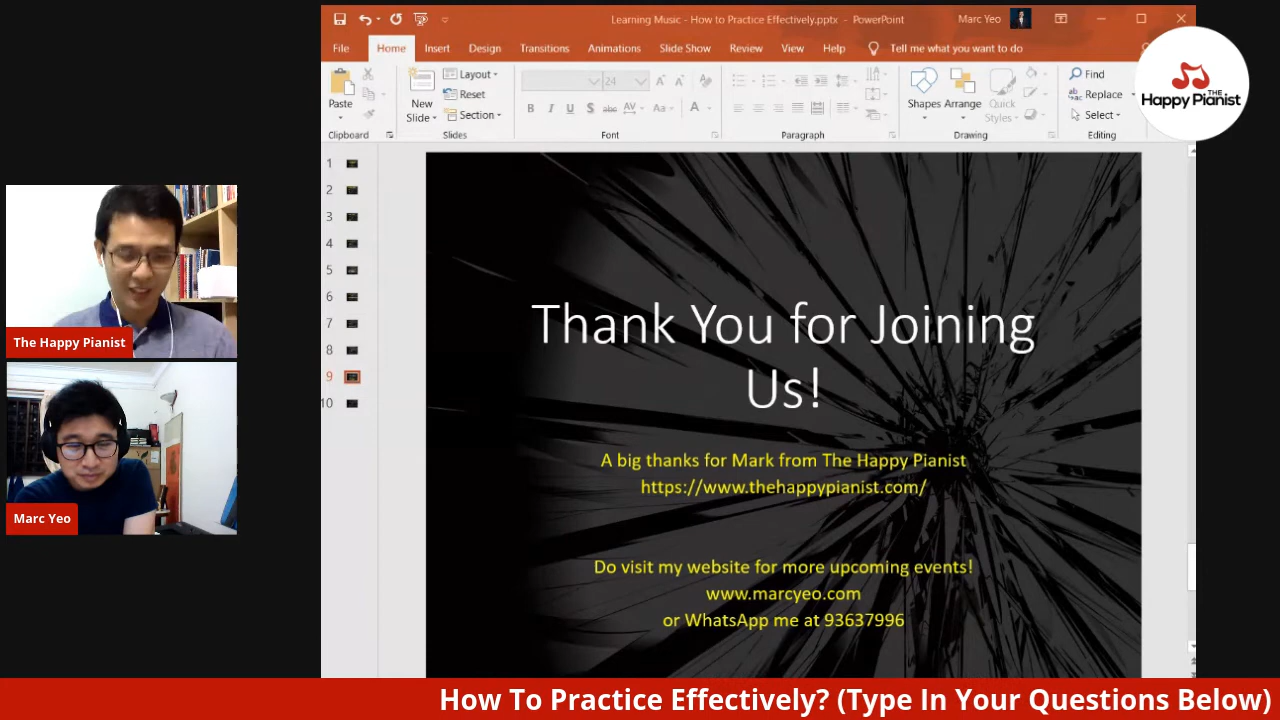 Learning Music - How to Practice Effectively.pptx - PowerPoint
Marc Yeo
File Home Insert Design Transitions Animations Slide Show Review View Help Tell me what you want to do
Paste
Clipboard
New
Slide
Layout
Reset
Section
Slides
24
B I U S abc AV Aa A
Font
Paragraph
Shapes Arrange Quick
Styles
Drawing
Find
Replace
Select
Editing
THE
Happy Pianist
1
2
3
4
5
6
7
8
9
10
Thank You for Joining
Us!
A big thanks for Mark from The Happy Pianist
https://www.thehappypianist.com/
Do visit my website for more upcoming events!
www.marcyeo.com
or WhatsApp me at 93637996
The Happy Pianist
Marc Yeo
How To Practice Effectively? (Type In Your Questions Below)